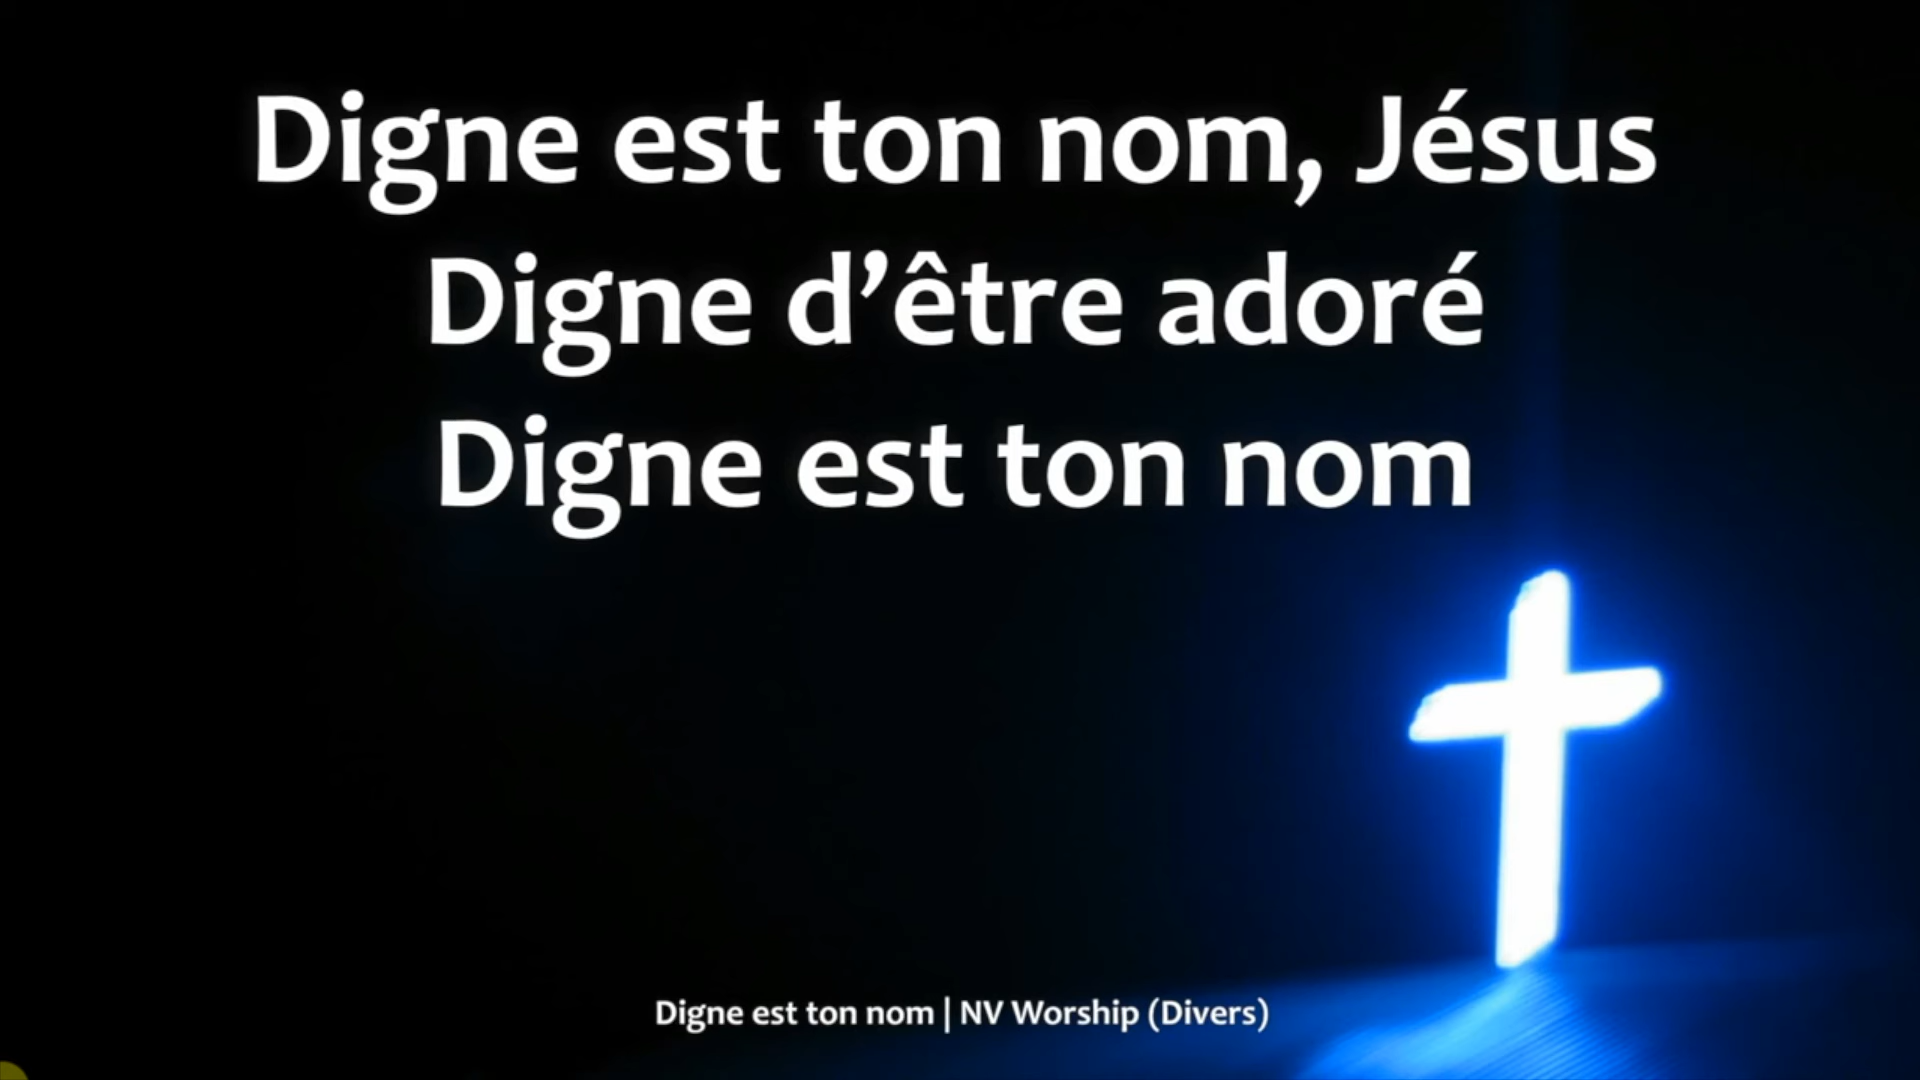 Digne est ton nom, Jésus
Digne d’être adoré
Digne est ton nom
Digne est ton nom | NV Worship (Divers)